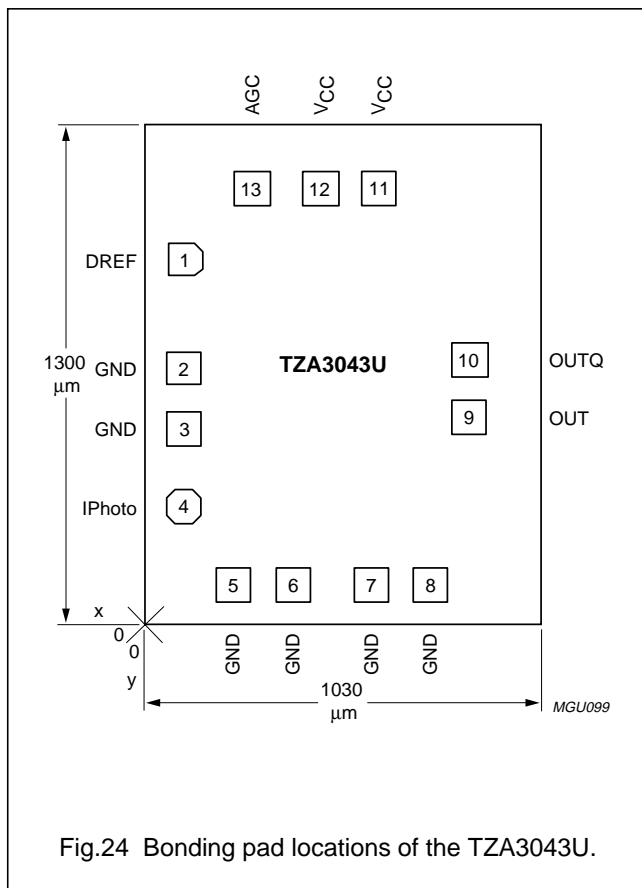 AGC
VCC
VCC
13
12
11
DREF
1
1300
μm
GND
2
TZA3043U
10
OUTQ
GND
3
9
OUT
IPhoto
4
5
6
7
8
x
0
0
y
GND
GND
GND
GND
1030
μm
MGU099
Fig.24 Bonding pad locations of the TZA3043U.